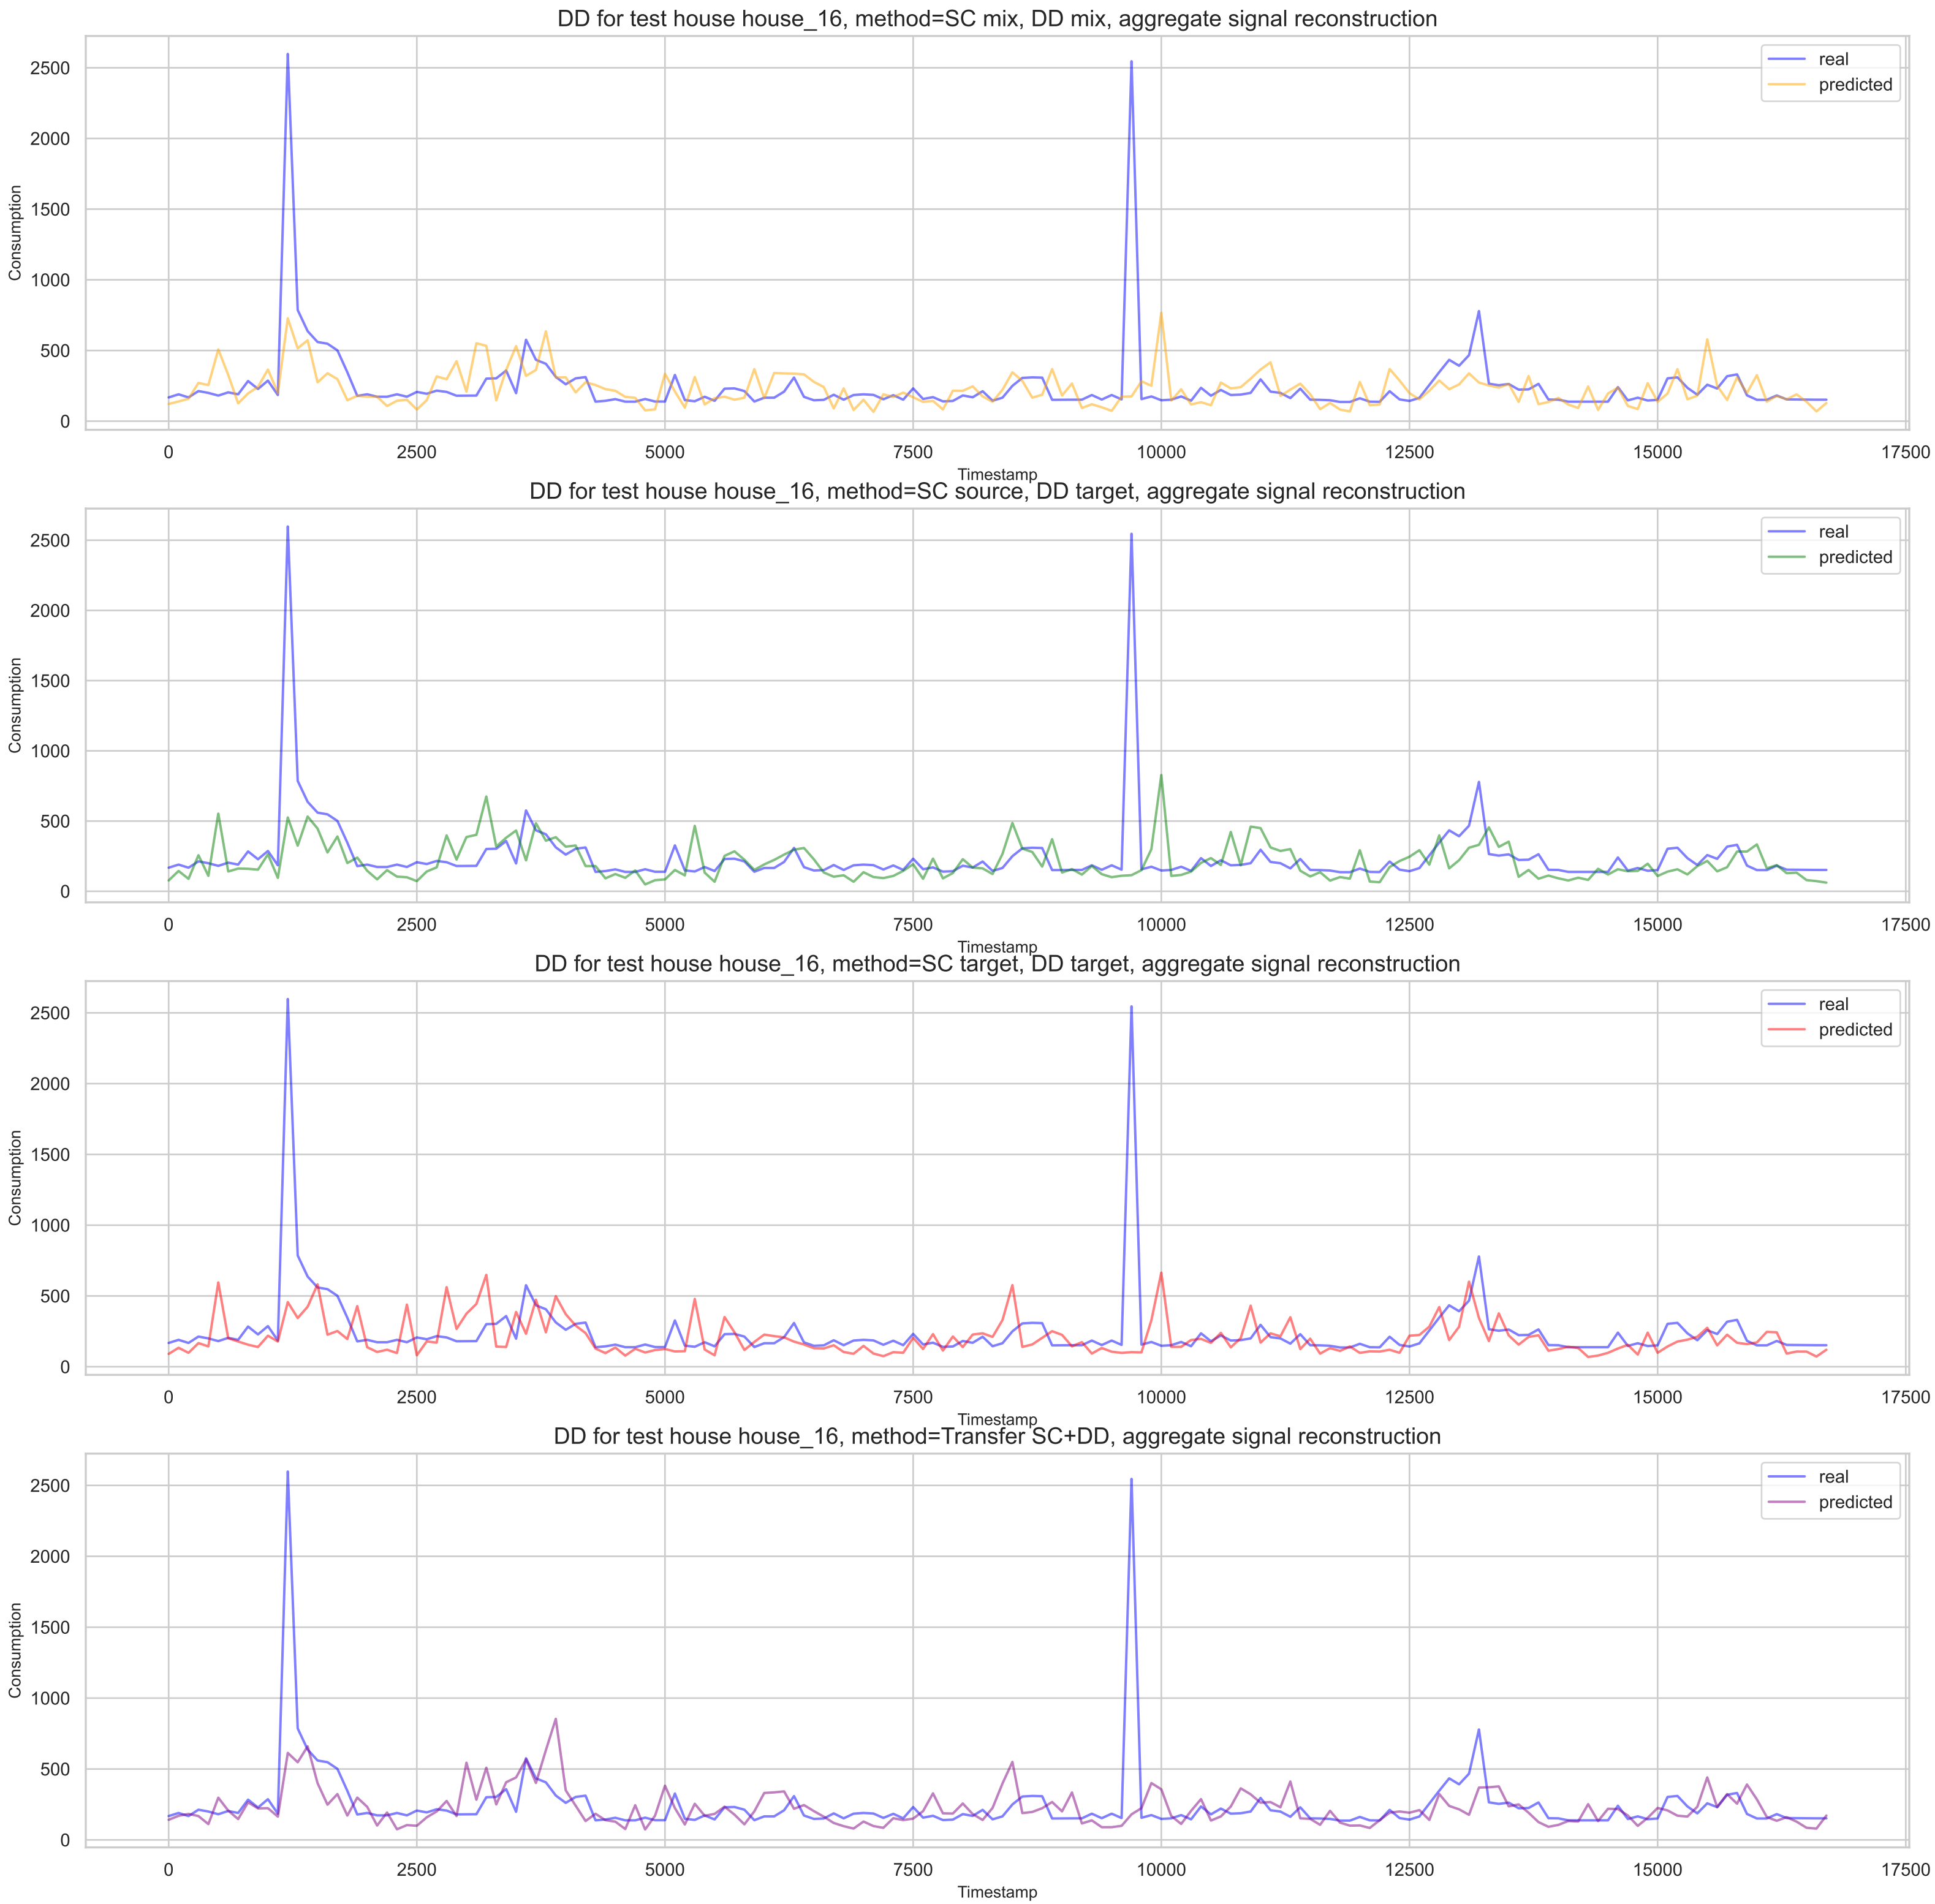 DD for test house house_16, method=SC mix, DD mix, aggregate signal reconstruction
real
predicted
2500
2000
1500
1000
500
0
Consumption
0 2500 5000 7500 10000 12500 15000 17500
Timestamp
DD for test house house_16, method=SC source, DD target, aggregate signal reconstruction
real
predicted
2500
2000
1500
1000
500
0
Consumption
0 2500 5000 7500 10000 12500 15000 17500
Timestamp
DD for test house house_16, method=SC target, DD target, aggregate signal reconstruction
real
predicted
2500
2000
1500
1000
500
0
Consumption
0 2500 5000 7500 10000 12500 15000 17500
Timestamp
DD for test house house_16, method=Transfer SC+DD, aggregate signal reconstruction
real
predicted
2500
2000
1500
1000
500
0
Consumption
0 2500 5000 7500 10000 12500 15000 17500
Timestamp